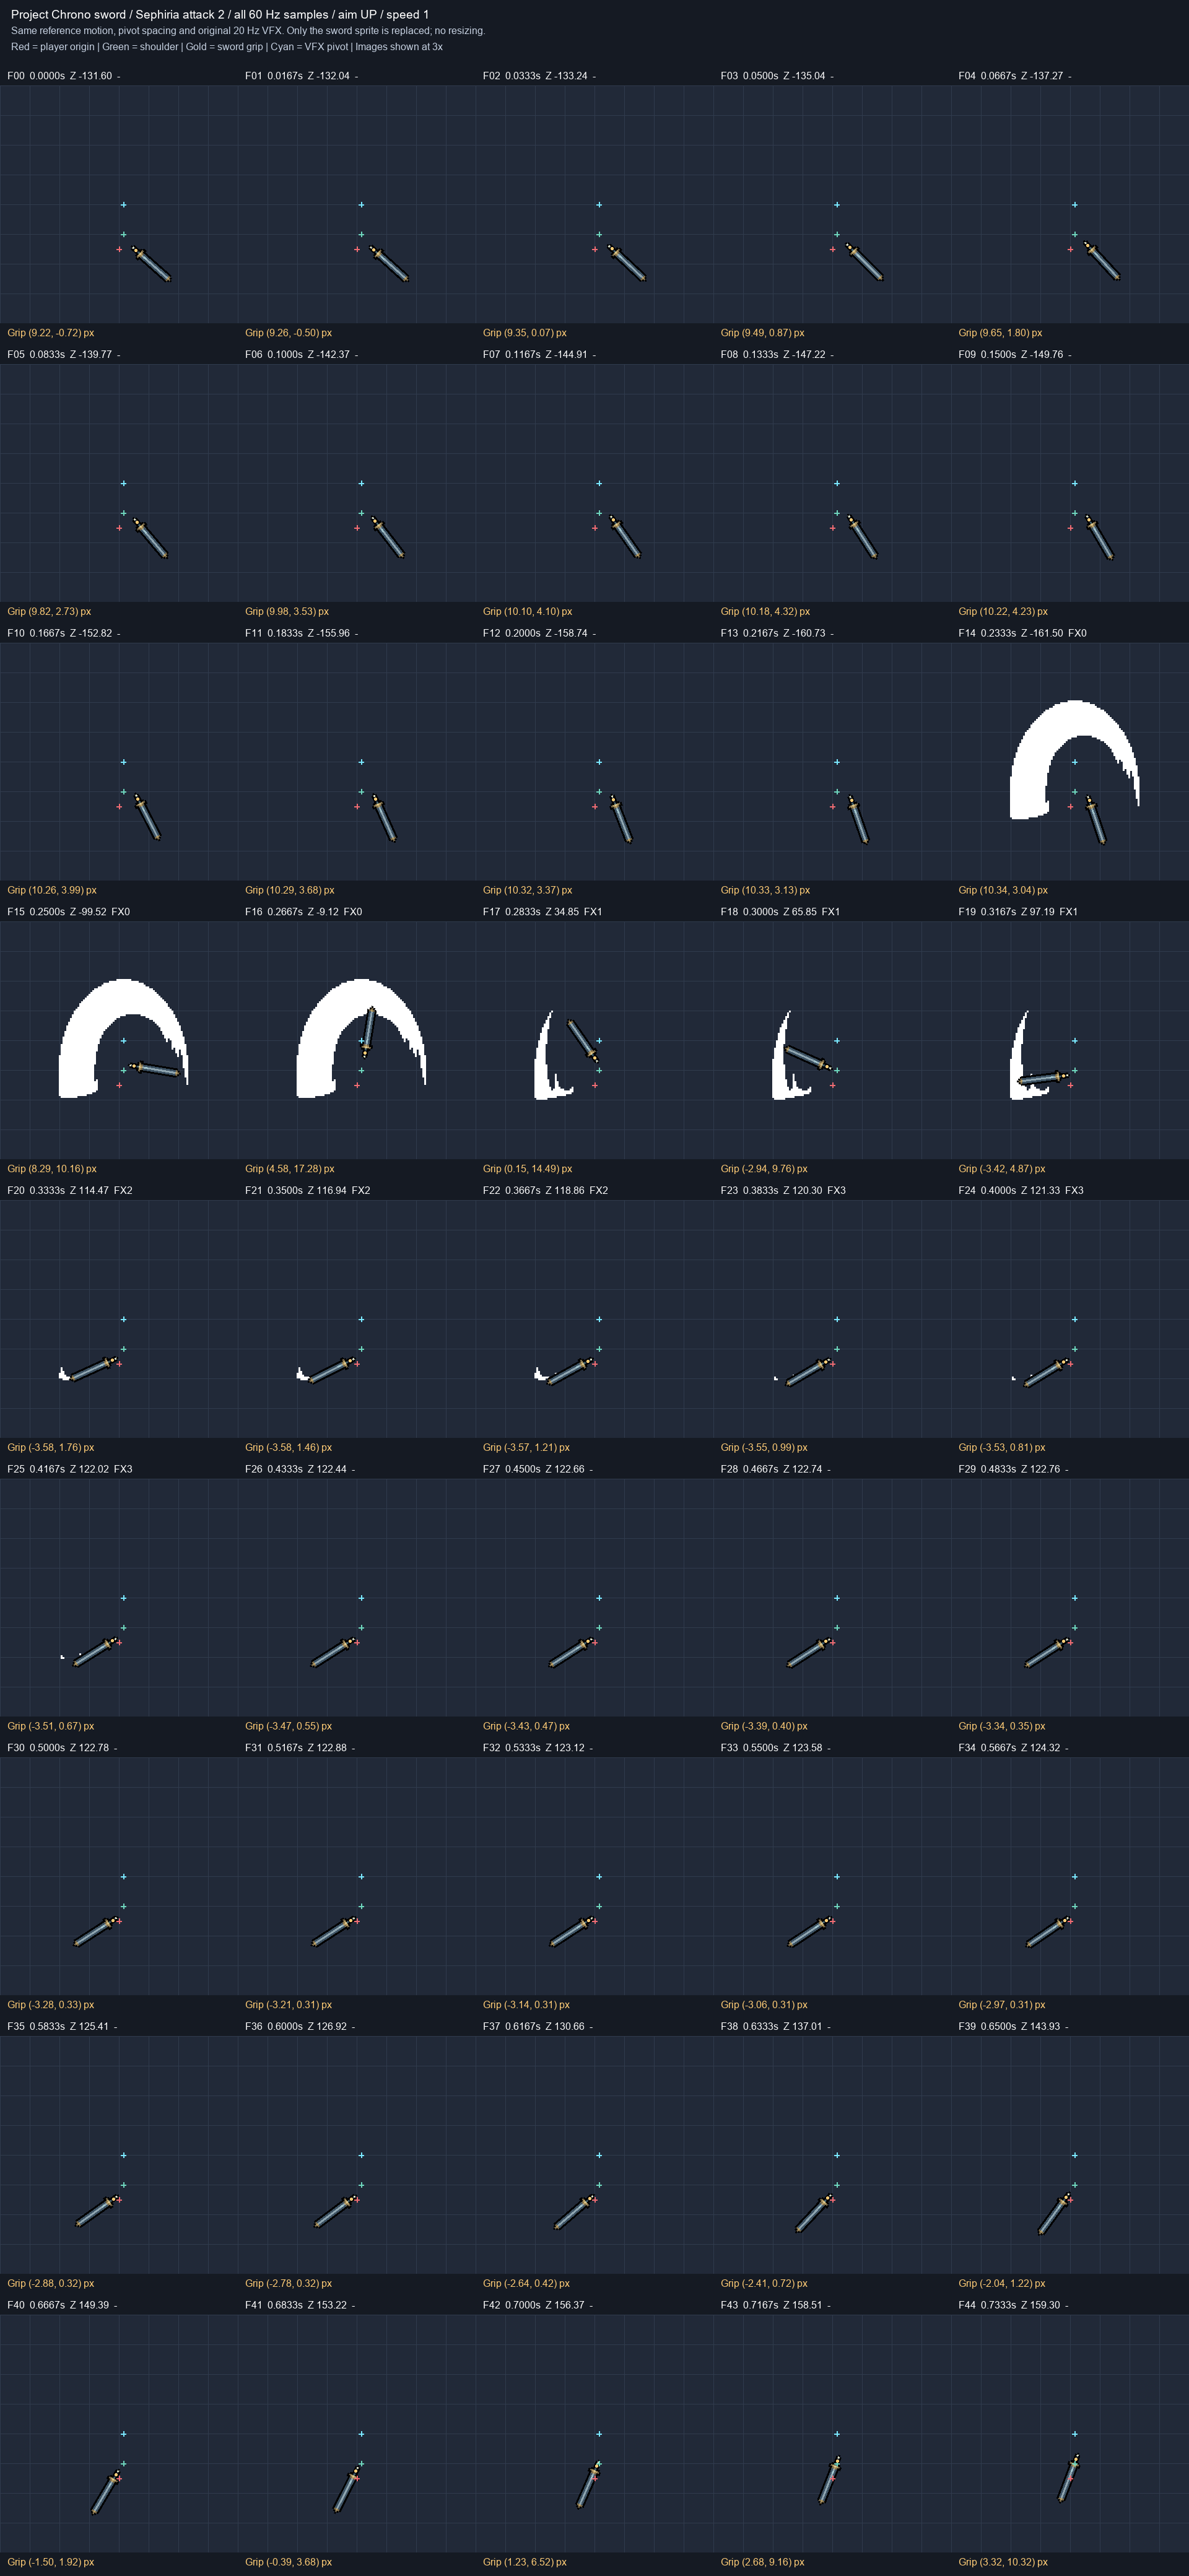 Project Chrono sword / Sephiria attack 2 / all 60 Hz samples / aim UP / speed 1
Same reference motion, pivot spacing and original 20 Hz VFX. Only the sword sprite is replaced; no resizing.
Red = player origin | Green = shoulder | Gold = sword grip | Cyan = VFX pivot | Images shown at 3x
F00 0.0000s Z -131.60 -
F01 0.0167s Z -132.04 -
F02 0.0333s Z -133.24 -
F03 0.0500s Z -135.04 -
F04 0.0667s Z -137.27 -
Grip (9.22, -0.72) px
Grip (9.26, -0.50) px
Grip (9.35, 0.07) px
Grip (9.49, 0.87) px
Grip (9.65, 1.80) px
F05 0.0833s Z -139.77 -
F06 0.1000s Z -142.37 -
F07 0.1167s Z -144.91 -
F08 0.1333s Z -147.22 -
F09 0.1500s Z -149.76 -
Grip (9.82, 2.73) px
Grip (9.98, 3.53) px
Grip (10.10, 4.10) px
Grip (10.18, 4.32) px
Grip (10.22, 4.23) px
F10 0.1667s Z -152.82 -
F11 0.1833s Z -155.96 -
F12 0.2000s Z -158.74 -
F13 0.2167s Z -160.73 -
F14 0.2333s Z -161.50 FX0
Grip (10.26, 3.99) px
Grip (10.29, 3.68) px
Grip (10.32, 3.37) px
Grip (10.33, 3.13) px
Grip (10.34, 3.04) px
F15 0.2500s Z -99.52 FX0
F16 0.2667s Z -9.12 FX0
F17 0.2833s Z 34.85 FX1
F18 0.3000s Z 65.85 FX1
F19 0.3167s Z 97.19 FX1
Grip (8.29, 10.16) px
Grip (4.58, 17.28) px
Grip (0.15, 14.49) px
Grip (-2.94, 9.76) px
Grip (-3.42, 4.87) px
F20 0.3333s Z 114.47 FX2
F21 0.3500s Z 116.94 FX2
F22 0.3667s Z 118.86 FX2
F23 0.3833s Z 120.30 FX3
F24 0.4000s Z 121.33 FX3
Grip (-3.58, 1.76) px
Grip (-3.58, 1.46) px
Grip (-3.57, 1.21) px
Grip (-3.55, 0.99) px
Grip (-3.53, 0.81) px
F25 0.4167s Z 122.02 FX3
F26 0.4333s Z 122.44 -
F27 0.4500s Z 122.66 -
F28 0.4667s Z 122.74 -
F29 0.4833s Z 122.76 -
Grip (-3.51, 0.67) px
Grip (-3.47, 0.55) px
Grip (-3.43, 0.47) px
Grip (-3.39, 0.40) px
Grip (-3.34, 0.35) px
F30 0.5000s Z 122.78 -
F31 0.5167s Z 122.88 -
F32 0.5333s Z 123.12 -
F33 0.5500s Z 123.58 -
F34 0.5667s Z 124.32 -
Grip (-3.28, 0.33) px
Grip (-3.21, 0.31) px
Grip (-3.14, 0.31) px
Grip (-3.06, 0.31) px
Grip (-2.97, 0.31) px
F35 0.5833s Z 125.41 -
F36 0.6000s Z 126.92 -
F37 0.6167s Z 130.66 -
F38 0.6333s Z 137.01 -
F39 0.6500s Z 143.93 -
Grip (-2.88, 0.32) px
Grip (-2.78, 0.32) px
Grip (-2.64, 0.42) px
Grip (-2.41, 0.72) px
Grip (-2.04, 1.22) px
F40 0.6667s Z 149.39 -
F41 0.6833s Z 153.22 -
F42 0.7000s Z 156.37 -
F43 0.7167s Z 158.51 -
F44 0.7333s Z 159.30 -
Grip (-1.50, 1.92) px
Grip (-0.39, 3.68) px
Grip (1.23, 6.52) px
Grip (2.68, 9.16) px
Grip (3.32, 10.32) px